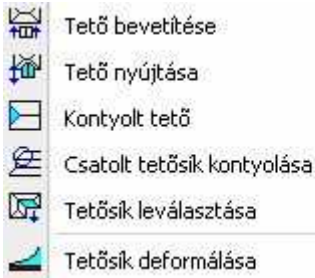 Tető bevetítése
Tető nyújtása
Kontyolt tető
Csatolt tetősík kontyolása
Tetősík leválasztása
Tetősík deformálása